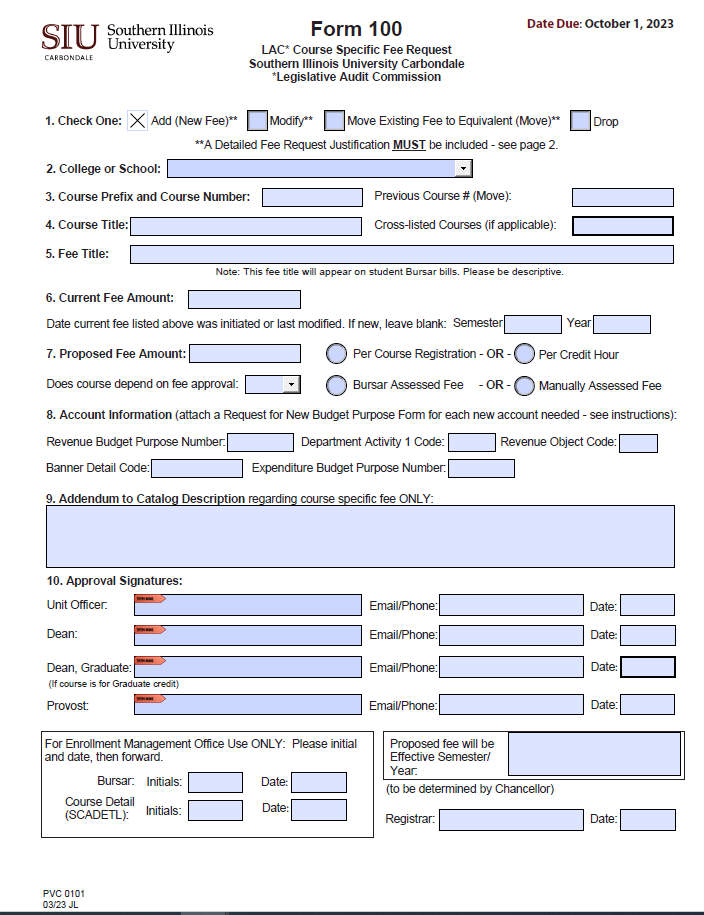 SIU Southern Illinois University
CARBONDALE
Form 100
Date Due: October 1, 2023
LAC* Course Specific Fee Request
Southern Illinois University Carbondale
*Legislative Audit Commission
1. Check One: Add (New Fee)** Modify** Move Existing Fee to Equivalent (Move)** Drop
**A Detailed Fee Request Justification MUST be included - see page 2.
2. College or School:
3. Course Prefix and Course Number: Previous Course # (Move):
4. Course Title: Cross-listed Courses (if applicable):
5. Fee Title:
Note: This fee title will appear on student Bursar bills. Please be descriptive.
6. Current Fee Amount:
Date current fee listed above was initiated or last modified. If new, leave blank: Semester Year
7. Proposed Fee Amount: Per Course Registration - OR - Per Credit Hour
Does course depend on fee approval: Bursar Assessed Fee - OR - Manually Assessed Fee
8. Account Information (attach a Request for New Budget Purpose Form for each new account needed - see instructions):
Revenue Budget Purpose Number: Department Activity 1 Code: Revenue Object Code:
Banner Detail Code: Expenditure Budget Purpose Number:
9. Addendum to Catalog Description regarding course specific fee ONLY:
10. Approval Signatures:
Unit Officer: Email/Phone: Date:
Dean: Email/Phone: Date:
Dean, Graduate: Email/Phone: Date:
(If course is for Graduate credit)
Provost: Email/Phone: Date:
For Enrollment Management Office Use ONLY: Please initial
and date, then forward.
Bursar: Initials: Date:
Course Detail
(SCADETL): Initials: Date:
Proposed fee will be
Effective Semester/
Year:
(to be determined by Chancellor)
Registrar: Date:
PVC 0101
03/23 JL